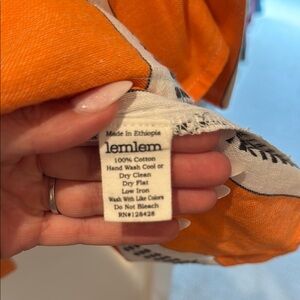 Made In Ethiopia
lemlem
100% Cotton
Hand Wash Cool or
Dry Clean
Dry Flat
Low Iron
Wash With Like Colors
Do Not Bleach
RN#128428